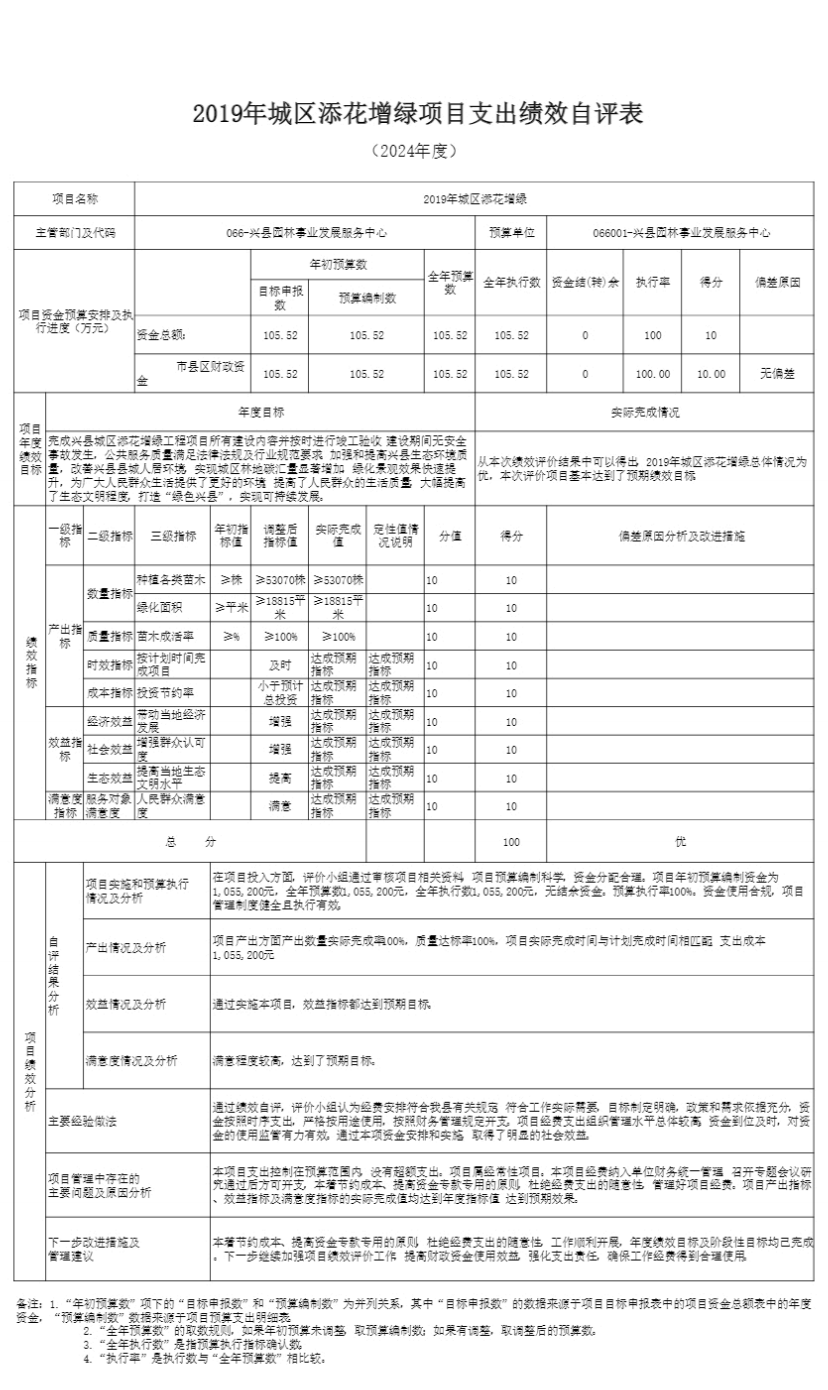 2019年城区添花增绿项目支出绩效自评表
（2024年度）
项目名称 2019年城区添花增绿
主管部门及代码 066-兴县园林事业发展服务中心 预算单位 066001-兴县园林事业发展服务中心
项目资金预算安排及执行进度（万元）
年初预算数 全年预算数 全年执行数 资金结(转)余 执行率 得分 偏差原因
目标申报数 预算编制数
资金总额: 105.52 105.52 105.52 105.52 0 100 10
市县区财政资金 105.52 105.52 105.52 105.52 0 100.00 10.00 无偏差
项目年度绩效目标
年度目标 实际完成情况
完成兴县城区添花增绿工程项目所有建设内容并按时进行竣工验收 建设期间无安全
事故发生，公共服务质量满足法律法规及行业规范要求 加强和提高兴县生态环境质
量，改善兴县县城人居环境 实现城区林地碳汇量显著增加 绿化景观效果快速提
升，为广大人民群众生活提供了更好的环境 提高了人民群众的生活质量 大幅提高
了生态文明程度，打造“绿色兴县”，实现可持续发展。
从本次绩效评价结果中可以得出 2019年城区添花增绿总体情况为
优。本次评价项目基本达到了预期绩效目标
绩效指标
一级指标 二级指标 三级指标 年初指标值 调整后指标值 实际完成值 定性值情况说明 分值 得分 偏差原因分析及改进措施
产出指标 数量指标 种植各类苗木 ≥株 ≥53070株 ≥53070株 10 10
绿化面积 ≥平米 ≥18815平米 ≥18815平米 10 10
质量指标 苗木成活率 ≥% ≥100% ≥100% 10 10
时效指标 按计划时间完成项目 及时 达成预期指标 达成预期指标 10 10
成本指标 投资节约率 小于预计总投资 达成预期指标 达成预期指标 10 10
效益指标 经济效益 带动当地经济发展 增强 达成预期指标 达成预期指标 10 10
社会效益 增强群众认可度 增强 达成预期指标 达成预期指标 10 10
生态效益 提高当地生态文明水平 提高 达成预期指标 达成预期指标 10 10
满意度指标 服务对象满意度 人民群众满意度 满意 达成预期指标 达成预期指标 10 10
总 分 100 优
项目绩效分析
自评结果分析
项目实施和预算执行情况及分析
在项目投入方面，评价小组通过审核项目相关资料 项目预算编制科学，资金分配合理。项目年初预算编制资金为
1,055,200元，全年预算数1,055,200元，全年执行数1,055,200元，无结余资金。预算执行率100%。资金使用合规，项目
管理制度健全且执行有效。
产出情况及分析
项目产出方面产出数量实际完成率100%，质量达标率100%，项目实际完成时间与计划完成时间相匹配 支出成本
1,055,200元
效益情况及分析 通过实施本项目，效益指标都达到预期目标。
满意度情况及分析 满意程度较高，达到了预期目标。
主要经验做法
通过绩效自评，评价小组认为经费安排符合我县有关规定 符合工作实际需要，目标制定明确，政策和需求依据充分，资
金按照时序支出，严格按用途使用，按照财务管理规定开支。项目经费支出组织管理水平总体较高 资金到位及时，对资
金的使用监管有力有效。通过本项资金安排和实施 取得了明显的社会效益。
项目管理中存在的主要问题及原因分析
本项目支出控制在预算范围内 没有超额支出。项目属经常性项目。本项目经费纳入单位财务统一管理 召开专题会议研
究通过后方可开支，本着节约成本、提高资金专款专用的原则 杜绝经费支出的随意性 管理好项目经费。项目产出指标
、效益指标及满意度指标的实际完成值均达到年度指标值 达到预期效果。
下一步改进措施及管理建议
本着节约成本、提高资金专款专用的原则 杜绝经费支出的随意性 工作顺利开展，年度绩效目标及阶段性目标均已完成
。下一步继续加强项目绩效评价工作 提高财政资金使用效益 强化支出责任，确保工作经费得到合理使用。
备注：1.“年初预算数”项下的“目标申报数”和“预算编制数”为并列关系，其中“目标申报数”的数据来源于项目目标申报表中的项目资金总额表中的年度
资金，“预算编制数”数据来源于项目预算支出明细表。
2.“全年预算数”的取数规则，如果年初预算未调整 取预算编制数；如果有调整，取调整后的预算数。
3.“全年执行数”是指预算执行指标确认数。
4.“执行率”是执行数与“全年预算数”相比较。